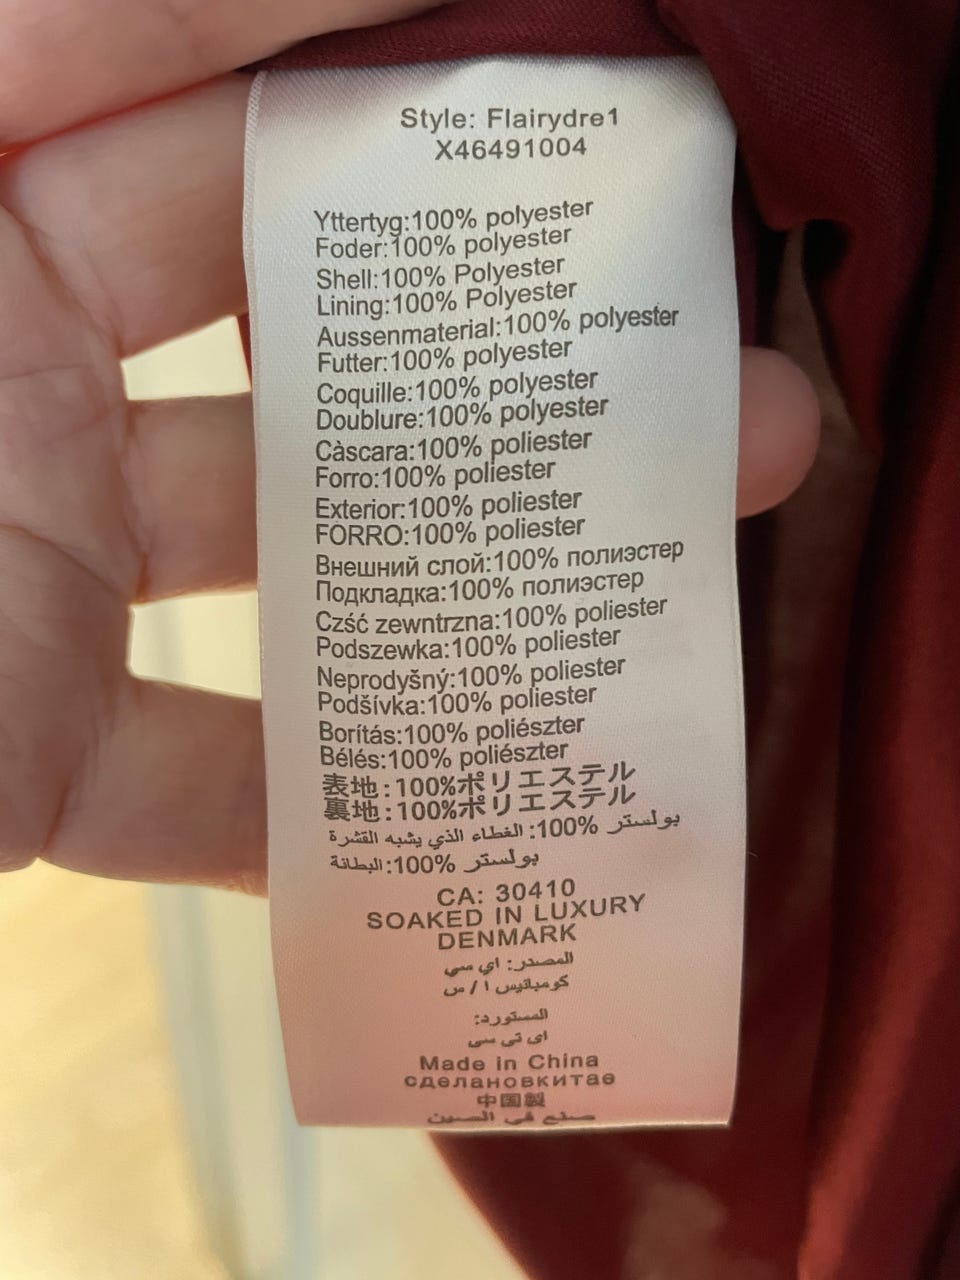 Style: Flairydre1
X46491004
Yttertyg:100% polyester
Foder:100% polyester
Shell:100% Polyester
Lining:100% Polyester
Aussenmaterial:100% polyester
Futter:100% polyester
Coquille:100% polyester
Doublure:100% polyester
Càscara:100% poliester
Forro:100% poliester
Exterior:100% poliester
FORRO:100% poliester
Внешний слой:100% полиэстер
Подкладка:100% полиэстер
Czść zewntrzna:100% poliester
Podszewka:100% poliester
Neprodyšný:100% poliester
Podšívka:100% poliester
Borítás:100% poliészter
Bélés:100% poliészter
表地:100%ポリエステル
裏地:100%ポリエステル
بولستر 100%: الغطاء الذي يشبه القشرة
بولستر 100%:البطانة
CA: 30410
SOAKED IN LUXURY
DENMARK
المصدر: اي سي
كومبانيس ا / س
المستورد:
اي تي سي
Made in China
сделановкитае
中国製
صنع في الصين